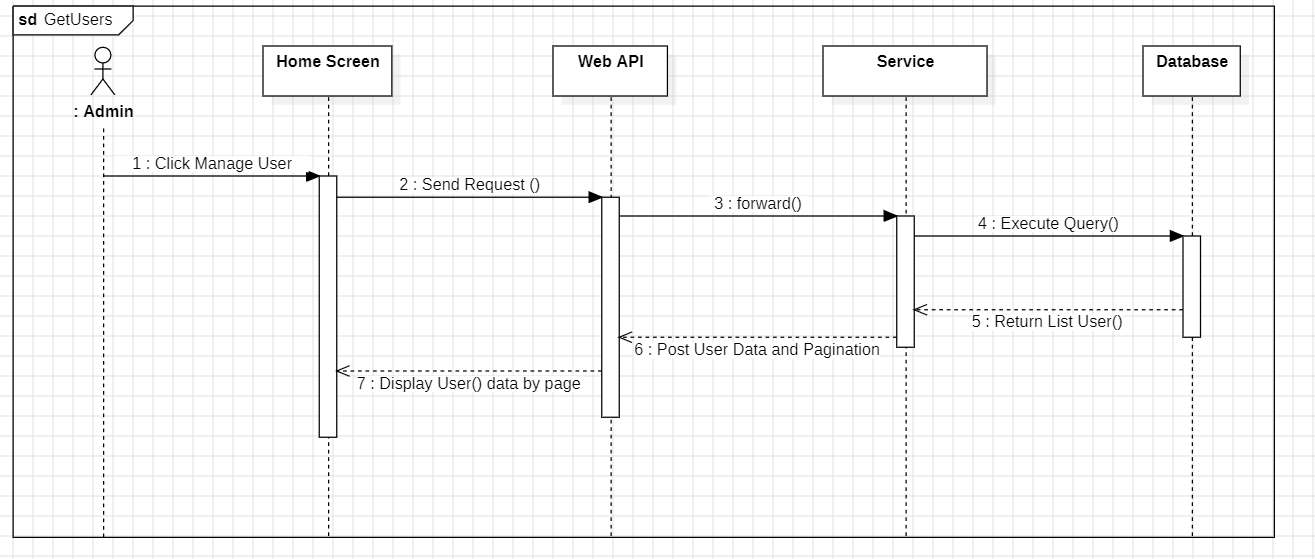 sd GetUsers
Home Screen
Web API
Service
Database
: Admin
1 : Click Manage User
2 : Send Request ()
3 : forward()
4 : Execute Query()
5 : Return List User()
6 : Post User Data and Pagination
7 : Display User() data by page